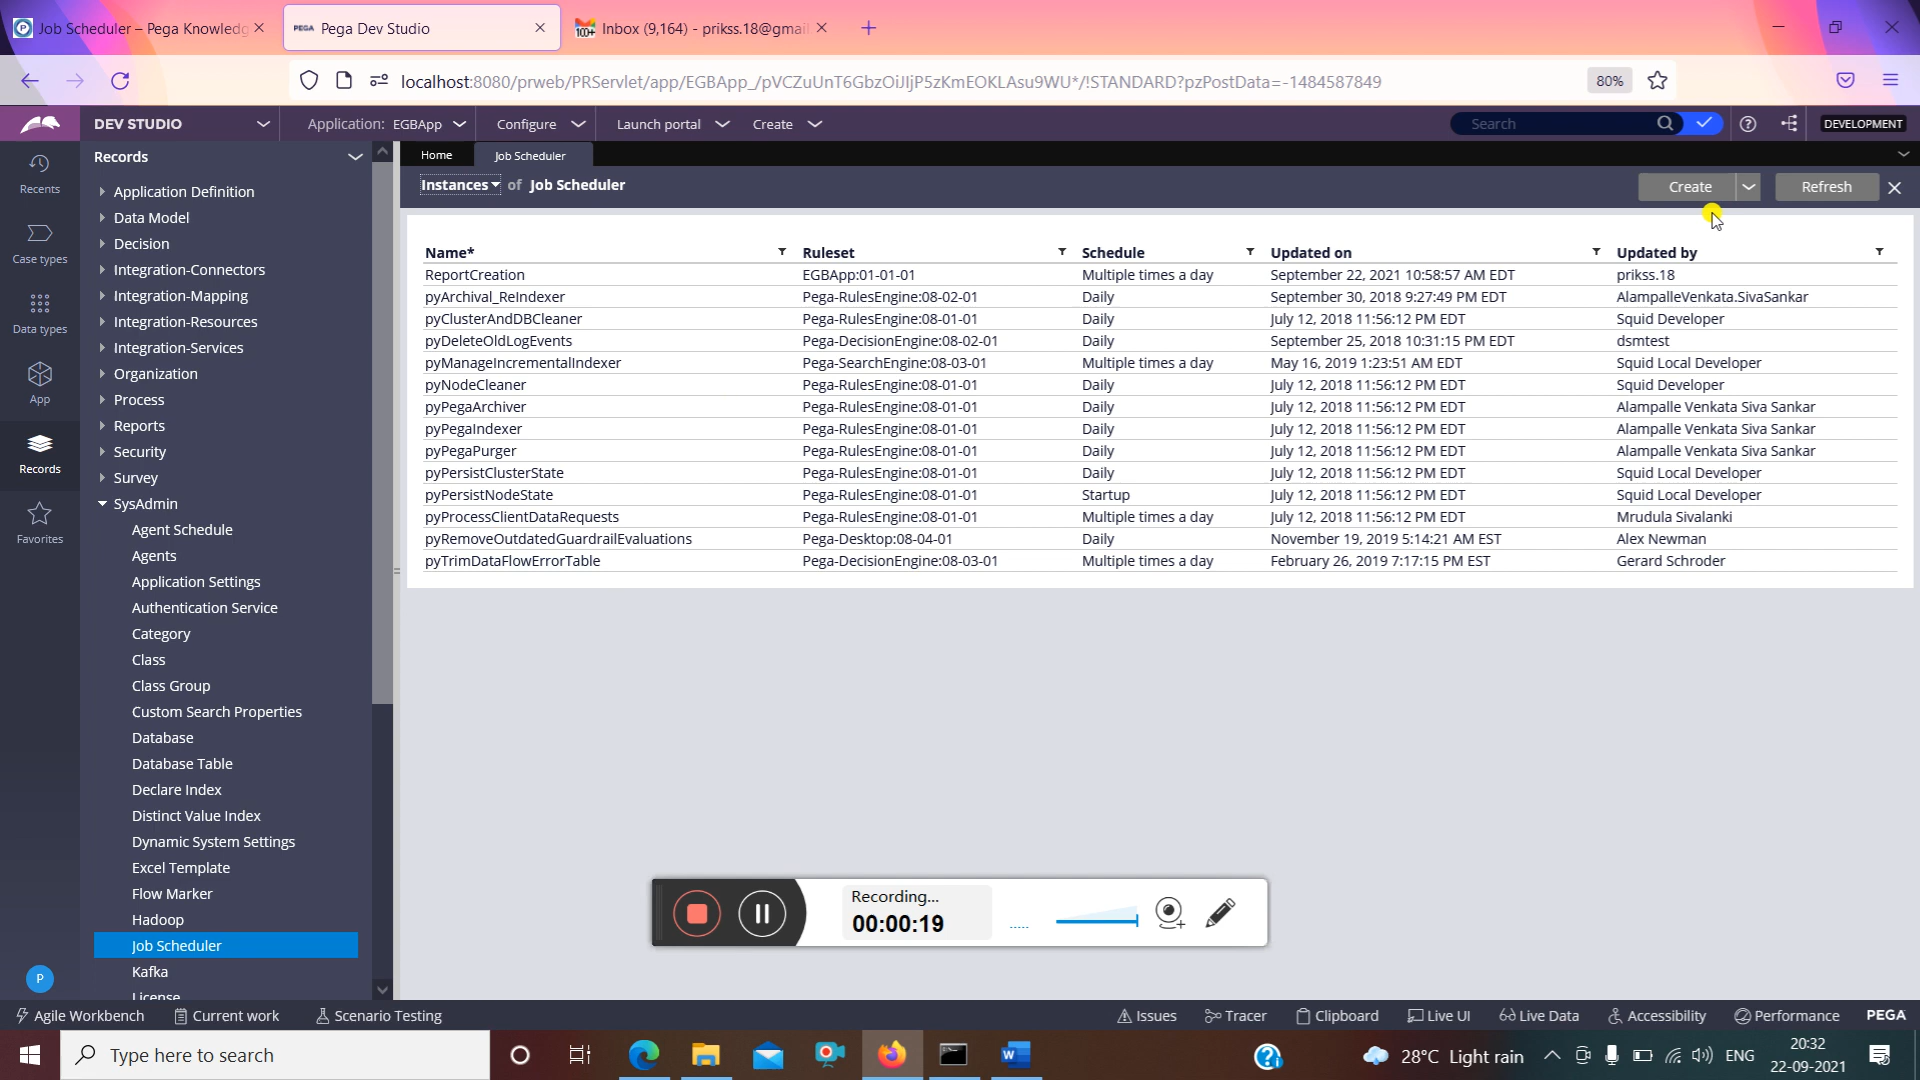 Job Scheduler – Pega Knowledg
PEGA Pega Dev Studio
100+ Inbox (9,164) - prikss.18@gmail
localhost:8080/prweb/PRServlet/app/EGBApp_/pVCZuUnT6GbzOiJIjP5zKmEOKLAsu9WU*/!STANDARD?pzPostData=-1484587849
80%
DEV STUDIO
Application: EGBApp
Configure
Launch portal
Create
Search
DEVELOPMENT
Recents
Case types
Data types
App
Records
Favorites
P
Records
Application Definition
Data Model
Decision
Integration-Connectors
Integration-Mapping
Integration-Resources
Integration-Services
Organization
Process
Reports
Security
Survey
SysAdmin
Agent Schedule
Agents
Application Settings
Authentication Service
Category
Class
Class Group
Custom Search Properties
Database
Database Table
Declare Index
Distinct Value Index
Dynamic System Settings
Excel Template
Flow Marker
Hadoop
Job Scheduler
Kafka
License
Home
Job Scheduler
Instances of Job Scheduler
Create
Refresh
Name* Ruleset Schedule Updated on Updated by
ReportCreation EGBApp:01-01-01 Multiple times a day September 22, 2021 10:58:57 AM EDT prikss.18
pyArchival_ReIndexer Pega-RulesEngine:08-02-01 Daily September 30, 2018 9:27:49 PM EDT AlampalleVenkata.SivaSankar
pyClusterAndDBCleaner Pega-RulesEngine:08-01-01 Daily July 12, 2018 11:56:12 PM EDT Squid Developer
pyDeleteOldLogEvents Pega-DecisionEngine:08-02-01 Daily September 25, 2018 10:31:15 PM EDT dsmtest
pyManageIncrementalIndexer Pega-SearchEngine:08-03-01 Multiple times a day May 16, 2019 1:23:51 AM EDT Squid Local Developer
pyNodeCleaner Pega-RulesEngine:08-01-01 Daily July 12, 2018 11:56:12 PM EDT Squid Developer
pyPegaArchiver Pega-RulesEngine:08-01-01 Daily July 12, 2018 11:56:12 PM EDT Alampalle Venkata Siva Sankar
pyPegaIndexer Pega-RulesEngine:08-01-01 Daily July 12, 2018 11:56:12 PM EDT Alampalle Venkata Siva Sankar
pyPegaPurger Pega-RulesEngine:08-01-01 Daily July 12, 2018 11:56:12 PM EDT Alampalle Venkata Siva Sankar
pyPersistClusterState Pega-RulesEngine:08-01-01 Daily July 12, 2018 11:56:12 PM EDT Squid Local Developer
pyPersistNodeState Pega-RulesEngine:08-01-01 Startup July 12, 2018 11:56:12 PM EDT Squid Local Developer
pyProcessClientDataRequests Pega-RulesEngine:08-01-01 Multiple times a day July 12, 2018 11:56:12 PM EDT Mrudula Sivalanki
pyRemoveOutdatedGuardrailEvaluations Pega-Desktop:08-04-01 Daily November 19, 2019 5:14:21 AM EST Alex Newman
pyTrimDataFlowErrorTable Pega-DecisionEngine:08-03-01 Multiple times a day February 26, 2019 7:17:15 PM EST Gerard Schroder
Recording...
00:00:19
Agile Workbench
Current work
Scenario Testing
Issues
Tracer
Clipboard
Live UI
Live Data
Accessibility
Performance
PEGA
Type here to search
28°C Light rain
ENG
20:32
22-09-2021